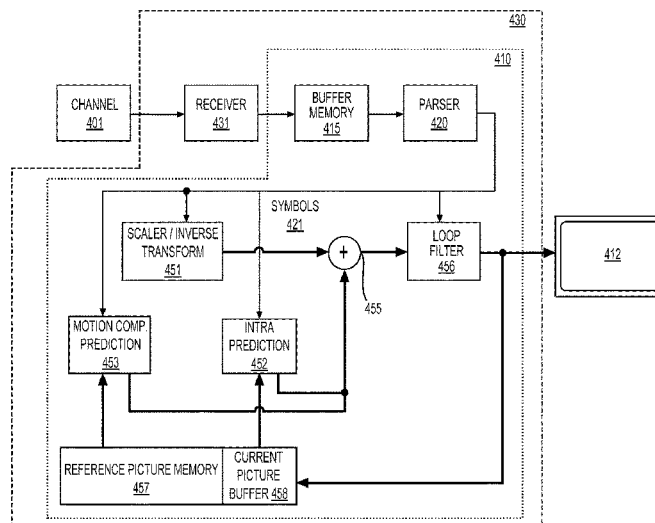 430
410
CHANNEL
401
RECEIVER
431
BUFFER
MEMORY
415
PARSER
420
SYMBOLS
421
SCALER / INVERSE
TRANSFORM
451
+
455
LOOP
FILTER
456
412
MOTION COMP.
PREDICTION
453
INTRA
PREDICTION
452
REFERENCE PICTURE MEMORY
457
CURRENT
PICTURE
BUFFER 458